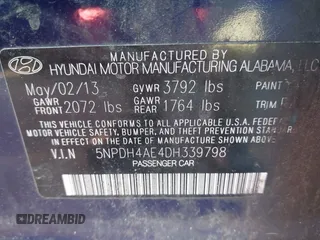 HYUNDAI MOTOR MANUFACTURING ALABAMA, LLC
May/02/13 GVWR 3792 lbs PAINT
GAWR FRONT 2072 lbs GAWR REAR 1764 lbs TRIM
THIS VEHICLE CONFORMS TO ALL APPLICABLE
FEDERAL MOTOR VEHICLE SAFETY, BUMPER, AND
THEFT PREVENTION STANDARDS IN EFFECT ON
THE DATE OF MANUFACTURE SHOWN ABOVE.
V.I.N 5NPDH4AE4DH339798
PASSENGER CAR
DREAMBID